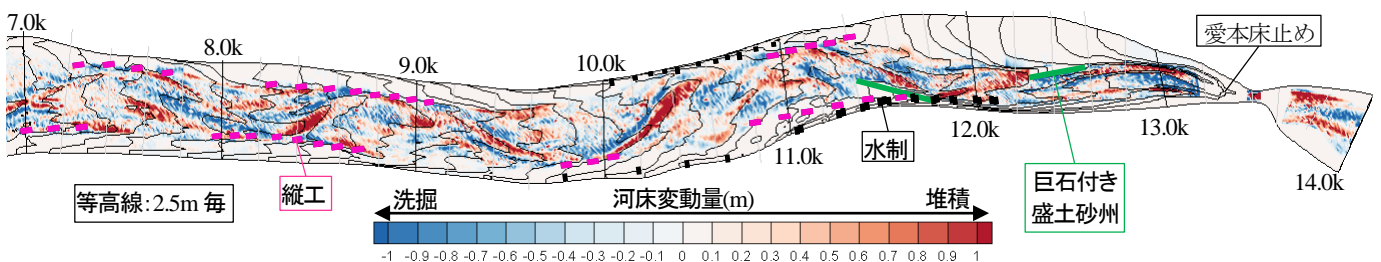 7.0k
8.0k
9.0k
10.0k
11.0k
12.0k
13.0k
14.0k
愛本床止め
水制
縦工
巨石付き
盛土砂州
等高線:2.5m 毎
洗掘 河床変動量(m) 堆積
-1 -0.9 -0.8 -0.7 -0.6 -0.5 -0.4 -0.3 -0.2 -0.1 0 0.1 0.2 0.3 0.4 0.5 0.6 0.7 0.8 0.9 1